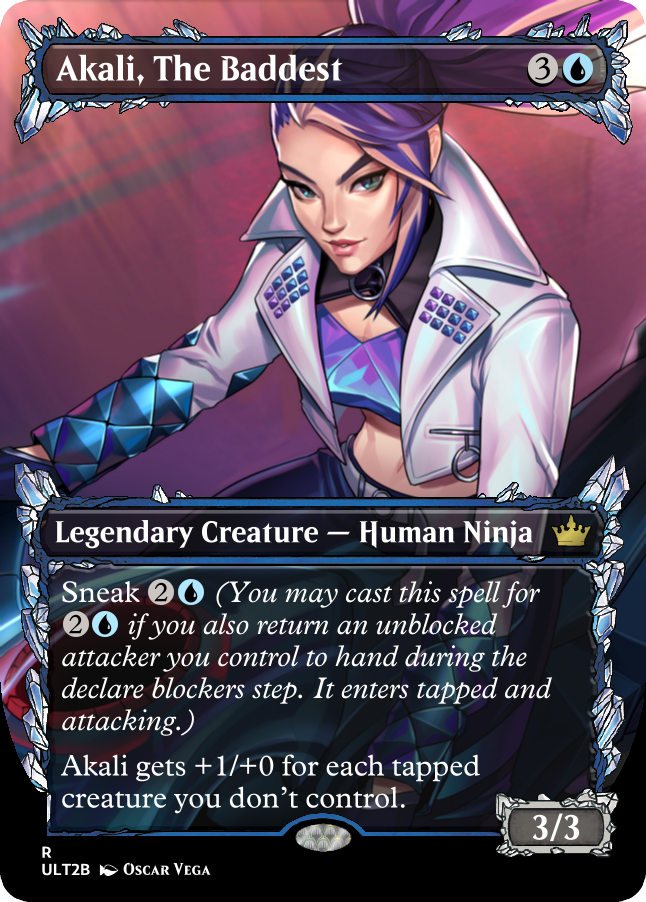 Akali, The Baddest 3
Legendary Creature — Human Ninja
Sneak 2 (You may cast this spell for
2 if you also return an unblocked
attacker you control to hand during the
declare blockers step. It enters tapped and
attacking.)
Akali gets +1/+0 for each tapped
creature you don't control.
3/3
R
ULT2B Oscar Vega